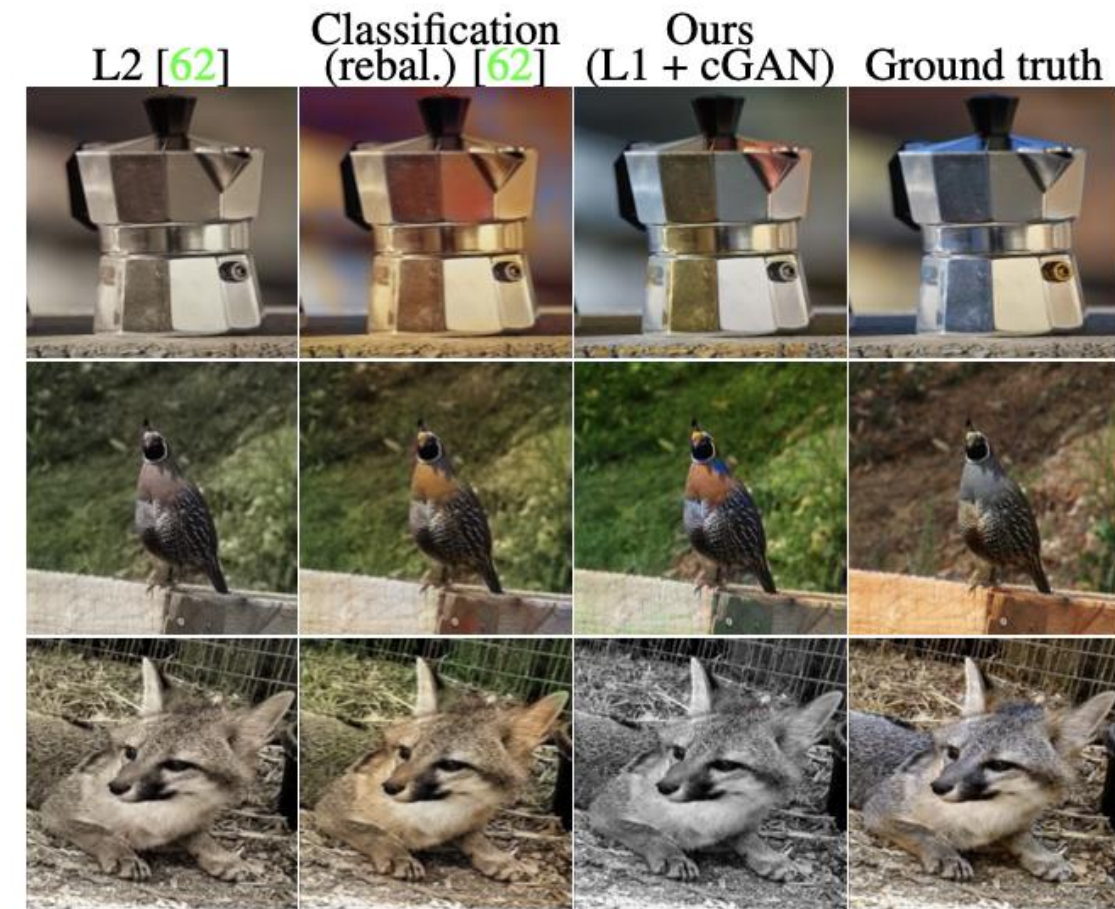 L2 [62]
Classification
(rebal.) [62]
Ours
(L1 + cGAN)
Ground truth